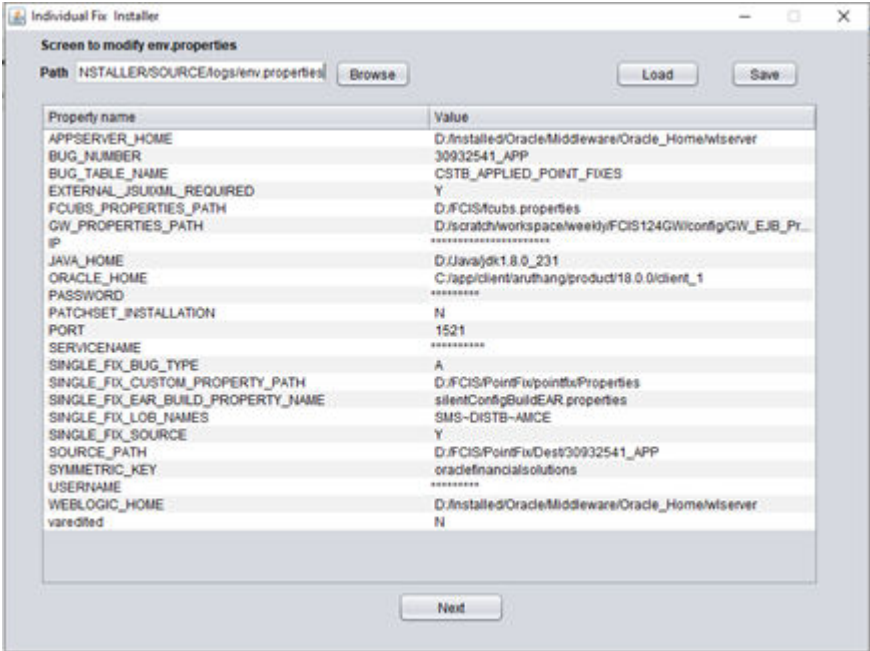 Individual Fix Installer
Screen to modify env.properties
Path NSTALLER/SOURCE/logs/env.properties Browse Load Save
Property name Value
APPSERVER_HOME D:/Installed/Oracle/Middleware/Oracle_Home/wlserver
BUG_NUMBER 30932541_APP
BUG_TABLE_NAME CSTB_APPLIED_POINT_FIXES
EXTERNAL_JSUIXML_REQUIRED Y
FCUBS_PROPERTIES_PATH D:/FCIS/fcubs.properties
GW_PROPERTIES_PATH D:/scratch/workspace/weekly/FCIS124GW/config/GW_EJB_Pr...
IP **********************
JAVA_HOME D:/Java/jdk1.8.0_231
ORACLE_HOME C:/app/client/aruthang/product/18.0.0/client_1
PASSWORD *********
PATCHSET_INSTALLATION N
PORT 1521
SERVICENAME **********
SINGLE_FIX_BUG_TYPE A
SINGLE_FIX_CUSTOM_PROPERTY_PATH D:/FCIS/PointFix/pointfix/Properties
SINGLE_FIX_EAR_BUILD_PROPERTY_NAME silentConfigBuildEAR.properties
SINGLE_FIX_LOB_NAMES SMS~DISTB~AMCE
SINGLE_FIX_SOURCE Y
SOURCE_PATH D:/FCIS/PointFix/Dest/30932541_APP
SYMMETRIC_KEY oraclefinancialsolutions
USERNAME *********
WEBLOGIC_HOME D:/Installed/Oracle/Middleware/Oracle_Home/wlserver
varedited N
Next